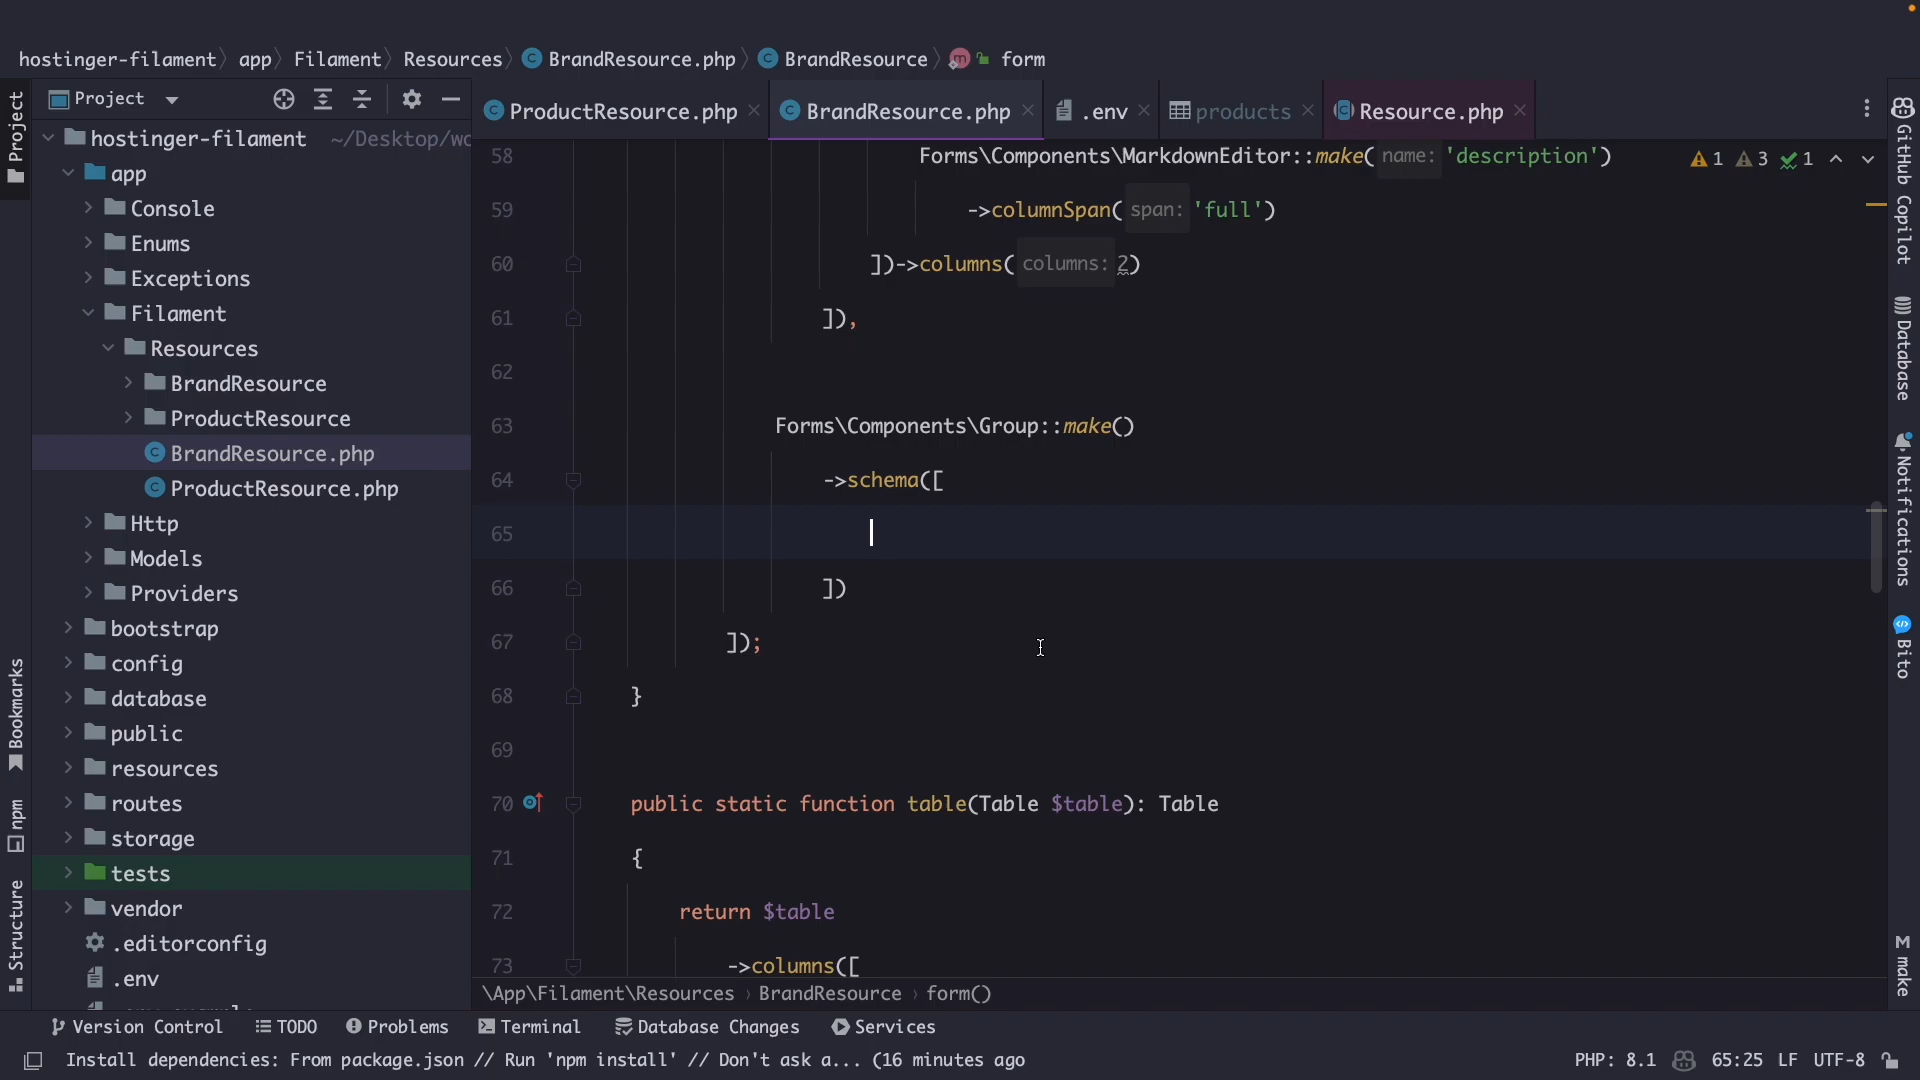 hostinger-filament app Filament Resources BrandResource.php BrandResource form
Project
Project
ProductResource.php
BrandResource.php
.env
products
Resource.php
hostinger-filament ~/Desktop/wo
app
Console
Enums
Exceptions
Filament
Resources
BrandResource
ProductResource
BrandResource.php
ProductResource.php
Http
Models
Providers
bootstrap
config
database
public
resources
routes
storage
tests
vendor
.editorconfig
.env
58 Forms\Components\MarkdownEditor::make( name: 'description')
1 3 1
59 ->columnSpan( span: 'full')
60 ])->columns( columns: 2)
61 ]),
62
63 Forms\Components\Group::make()
64 ->schema([
65
66 ])
67 ]);
68 }
69
70 public static function table(Table $table): Table
71 {
72 return $table
73 ->columns([
\App\Filament\Resources › BrandResource › form()
Bookmarks
npm
Structure
GitHub Copilot
Database
Notifications
Bito
M make
Version Control TODO Problems Terminal Database Changes Services
Install dependencies: From package.json // Run 'npm install' // Don't ask a... (16 minutes ago PHP: 8.1 65:25 LF UTF-8